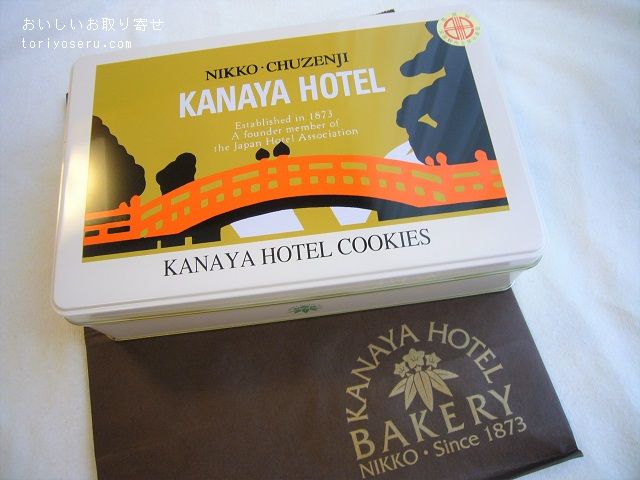 おいしいお取り寄せ
toriyoseru.com
NIKKO · CHUZENJI
KANAYA HOTEL
Established in 1873
A founder member of
the Japan Hotel Association
KANAYA HOTEL COOKIES
KANAYA HOTEL
BAKERY
NIKKO · Since 1873